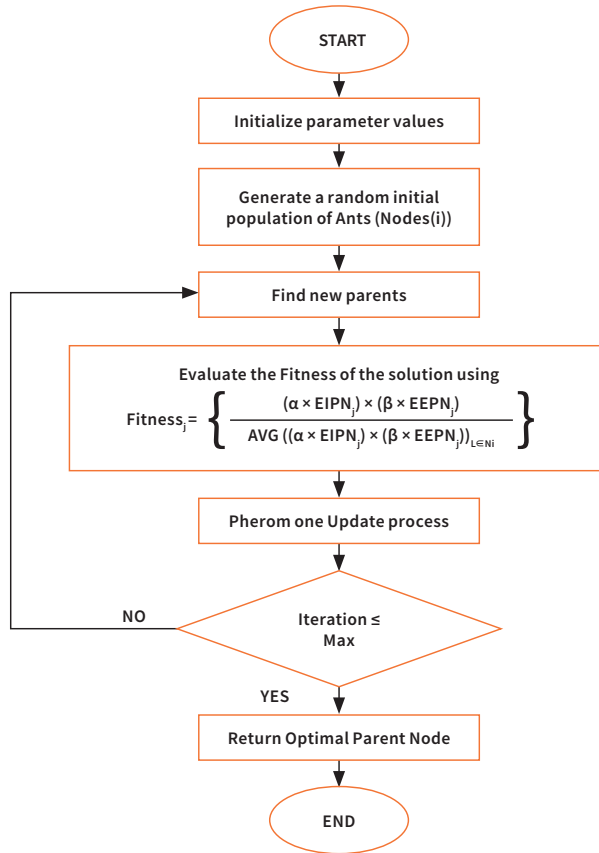 START
Initialize parameter values
Generate a random initial
population of Ants (Nodes(i))
Find new parents
Evaluate the Fitness of the solution using
Fitnessⱼ = { (α × EIPNⱼ) × (β × EEPNⱼ)
AVG ((α × EIPNⱼ) × (β × EEPNⱼ)) L∈Ni }
Pherom one Update process
Iteration ≤
Max
NO
YES
Return Optimal Parent Node
END